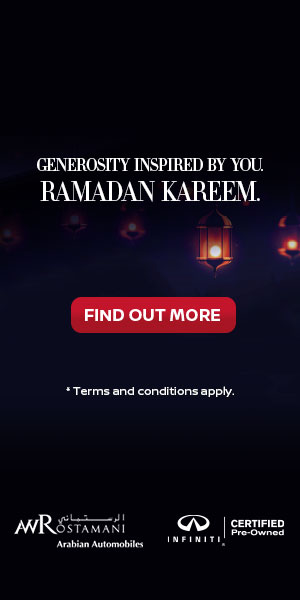 GENEROSITY INSPIRED BY YOU.
RAMADAN KAREEM.
FIND OUT MORE
* Terms and conditions apply.
الرستماني
AWROSTAMANI
Arabian Automobiles
INFINITI®
CERTIFIED
Pre-Owned